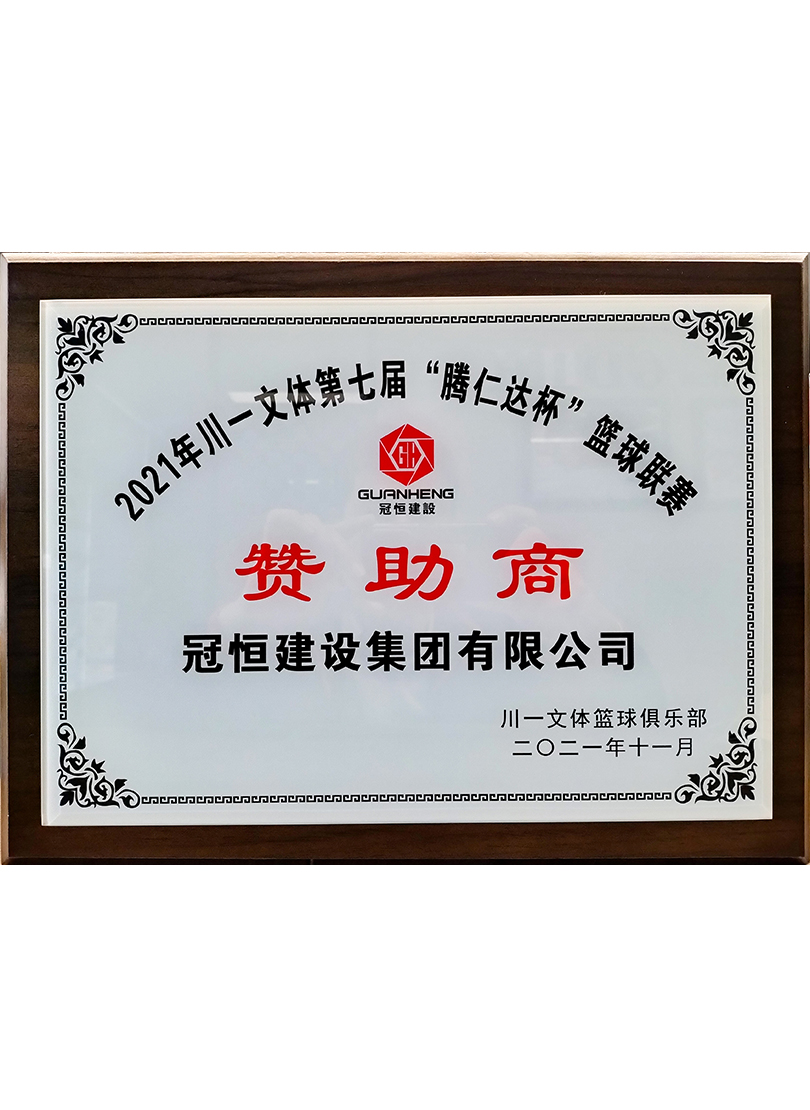 2021年川一文体第七届“腾仁达杯”篮球联赛
GH
GUANHENG
冠恒建設
赞助商
冠恒建设集团有限公司
川一文体篮球俱乐部
二〇二一年十一月